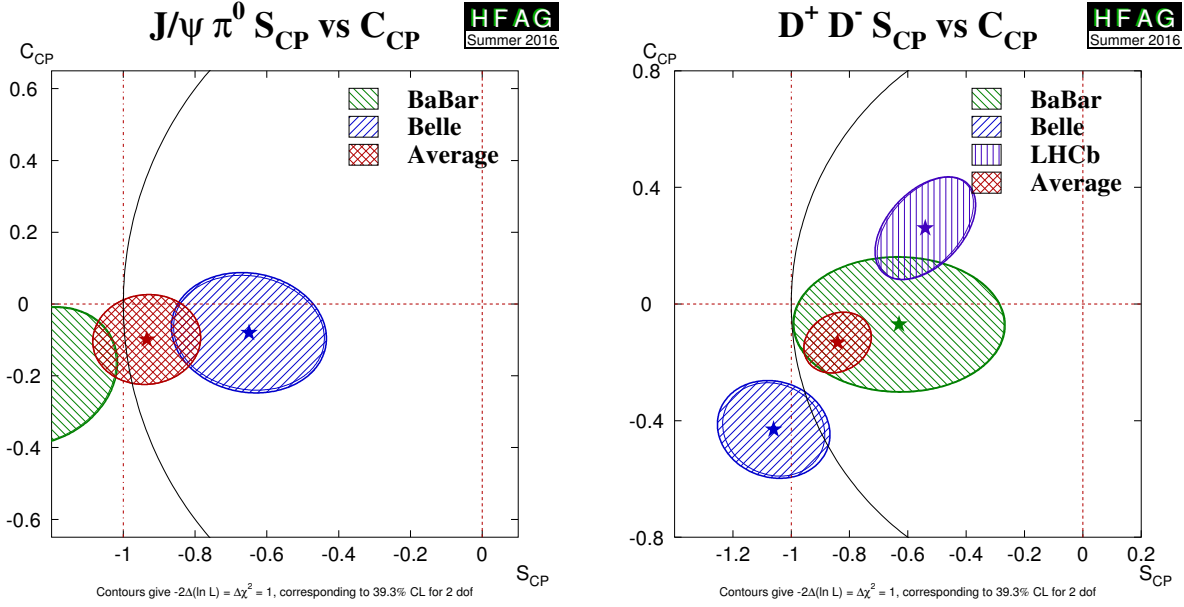 J/ψ π⁰ S_CP vs C_CP
HFAG
Summer 2016
C_CP
BaBar
Belle
Average
0.6
0.4
0.2
0
-0.2
-0.4
-0.6
-1 -0.8 -0.6 -0.4 -0.2 0
S_CP
Contours give -2Δ(ln L) = Δχ² = 1, corresponding to 39.3% CL for 2 dof
D⁺ D⁻ S_CP vs C_CP
HFAG
Summer 2016
C_CP
BaBar
Belle
LHCb
Average
0.8
0.4
0
-0.4
-0.8
-1.2 -1 -0.8 -0.6 -0.4 -0.2 0 0.2
S_CP
Contours give -2Δ(ln L) = Δχ² = 1, corresponding to 39.3% CL for 2 dof